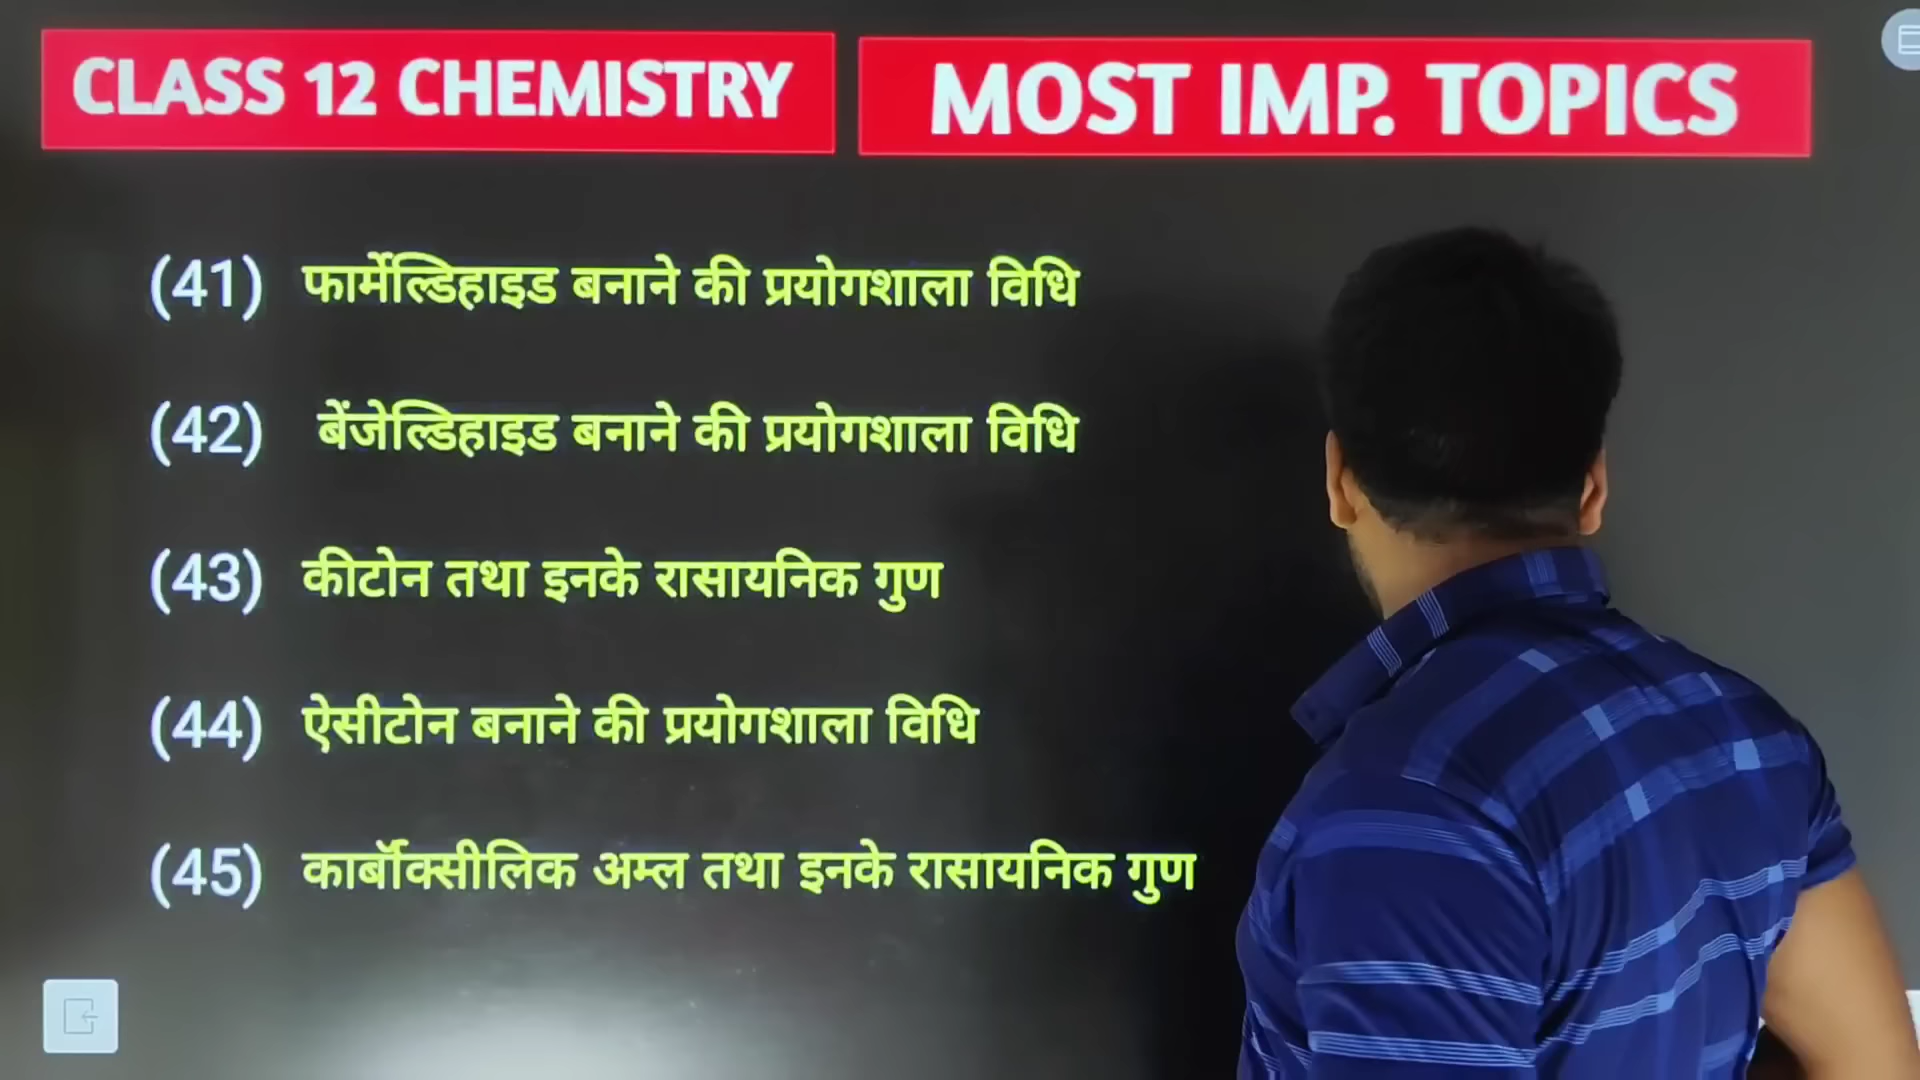 CLASS 12 CHEMISTRY
MOST IMP. TOPICS
(41) फार्मेल्डिहाइड बनाने की प्रयोगशाला विधि
(42) बेंजेल्डिहाइड बनाने की प्रयोगशाला विधि
(43) कीटोन तथा इनके रासायनिक गुण
(44) ऐसीटोन बनाने की प्रयोगशाला विधि
(45) कार्बोक्सीलिक अम्ल तथा इनके रासायनिक गुण